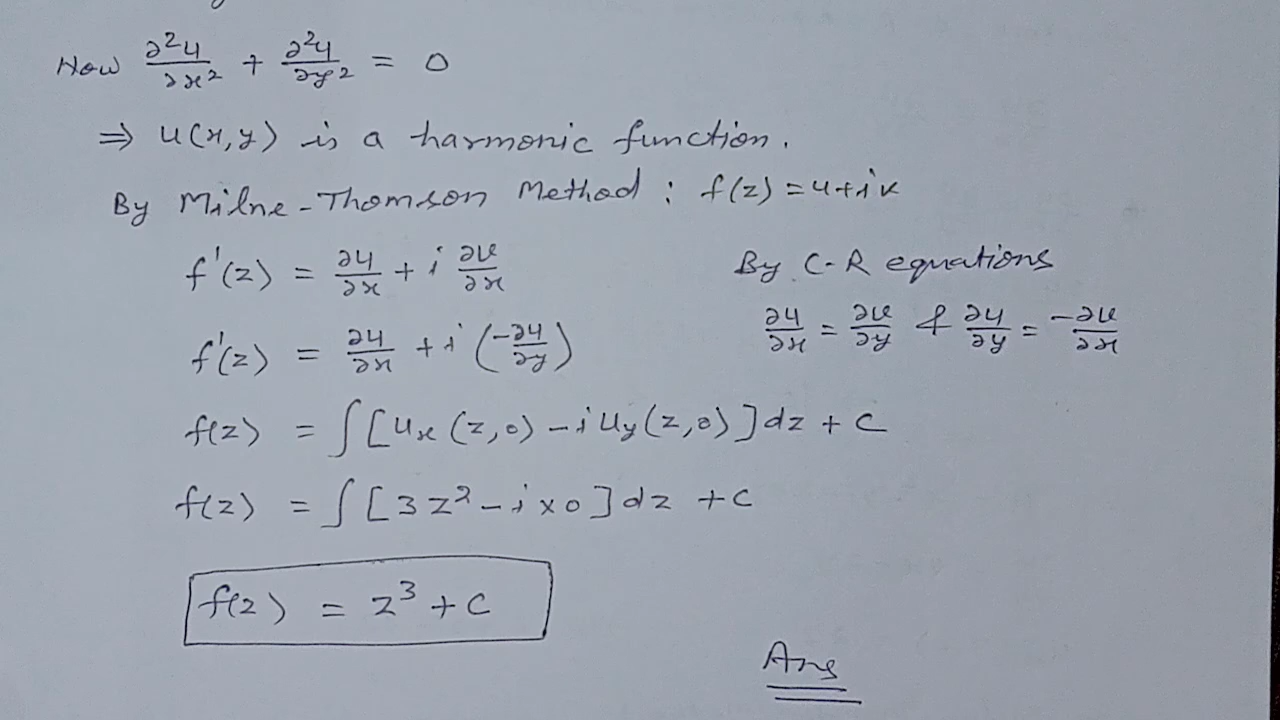 Now ∂²u/∂x² + ∂²u/∂y² = 0
⇒ u(x,y) is a harmonic function.
By Milne-Thomson Method : f(z) = u+iv
f'(z) = ∂u/∂x + i ∂v/∂x
By C-R equations
∂u/∂x = ∂v/∂y & ∂u/∂y = -∂v/∂x
f'(z) = ∂u/∂x + i (-∂u/∂y)
f(z) = ∫[uₓ(z,0) - i u_y(z,0)]dz + c
f(z) = ∫[3z² - i×0]dz + c
f(z) = z³ + c
Ans